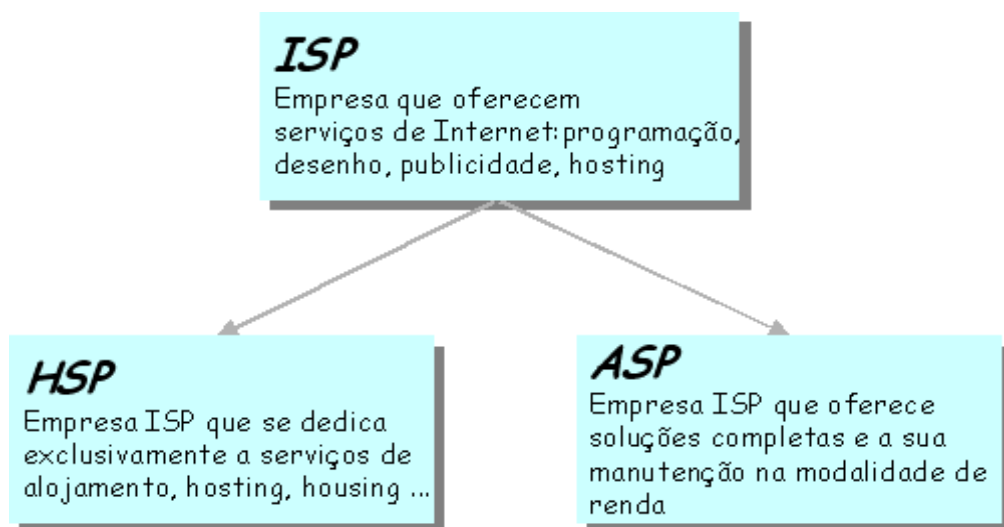 ISP
Empresa que oferecem
serviços de Internet:programação,
desenho, publicidade, hosting
HSP
Empresa ISP que se dedica
exclusivamente a serviços de
alojamento, hosting, housing ...
ASP
Empresa ISP que oferece
soluções completas e a sua
manutenção na modalidade de
renda